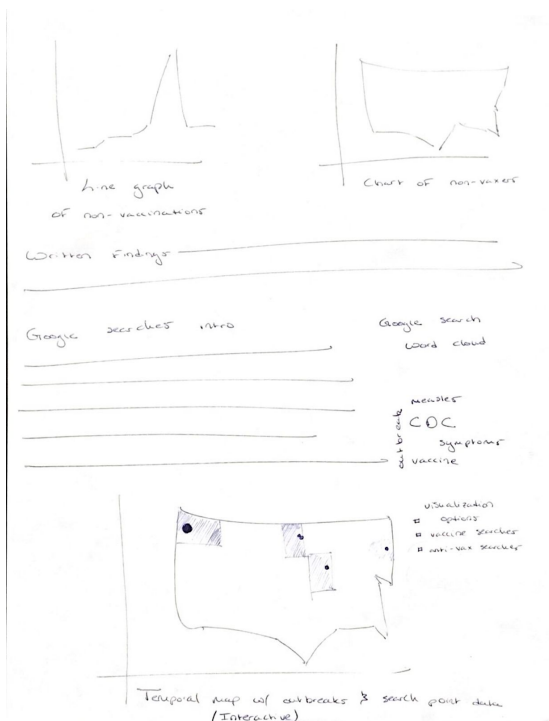 Line graph
of non-vaccinations
Chart of non-vaxers
Written Findings
Google searches intro
Google search
word cloud
measles
outbreak
CDC
symptoms
vaccine
visualization
options
vaccine searches
anti-vax searches
Temporal map w/ outbreaks & search point data
(Interactive)